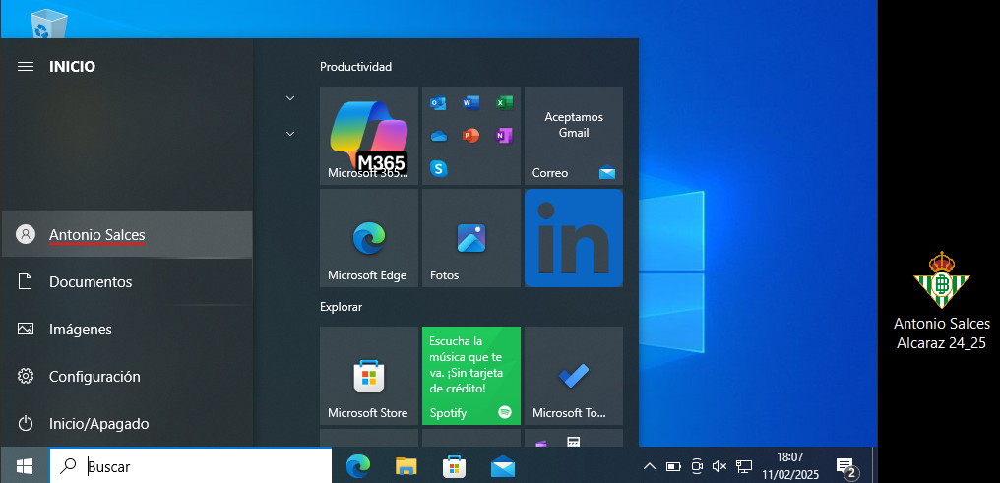 INICIO
Antonio Salces
Documentos
Imágenes
Configuración
Inicio/Apagado
Productividad
M365
Microsoft 365...
Aceptamos
Gmail
Correo
Microsoft Edge
Fotos
in
Explorar
Microsoft Store
Escucha la
música que te
va. ¡Sin tarjeta
de crédito!
Spotify
Microsoft To...
Buscar
18:07
11/02/2025
2
Antonio Salces
Alcaraz 24_25